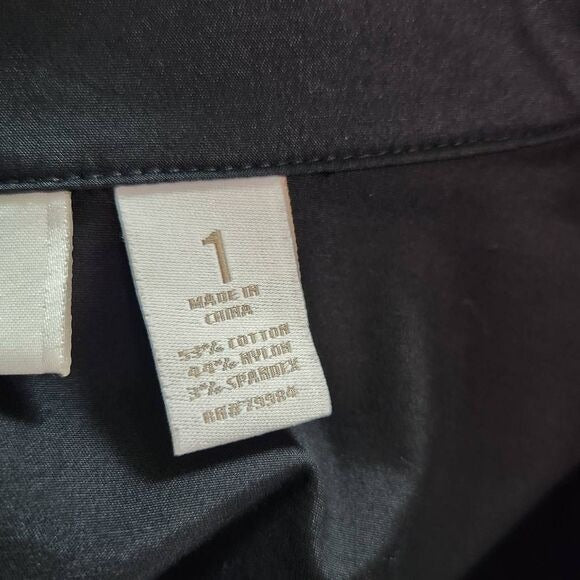 1
MADE IN
CHINA
53% COTTON
44% NYLON
3% SPANDEX
RN#79984